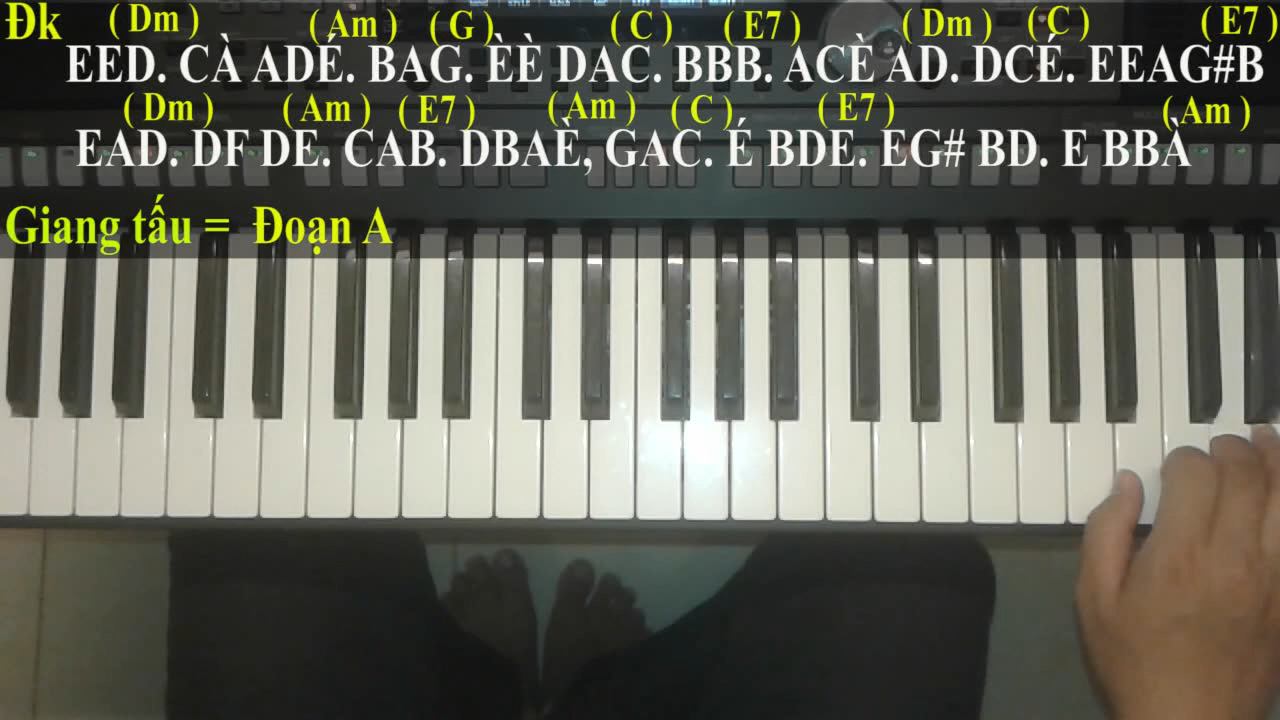 Đk ( Dm ) ( Am ) ( G ) ( C ) ( E7 ) ( Dm ) ( C ) ( E7 )
EED. CÀ ADÉ. BAG. ÈÈ DAC. BBB. ACÈ AD. DCÉ. EEAG#B
( Dm ) ( Am ) ( E7 ) ( Am ) ( C ) ( E7 ) ( Am )
EAD. DF DE. CAB. DBAÈ, GAC. É BDE. EG# BD. E BBÀ
Giang tấu = Đoạn A